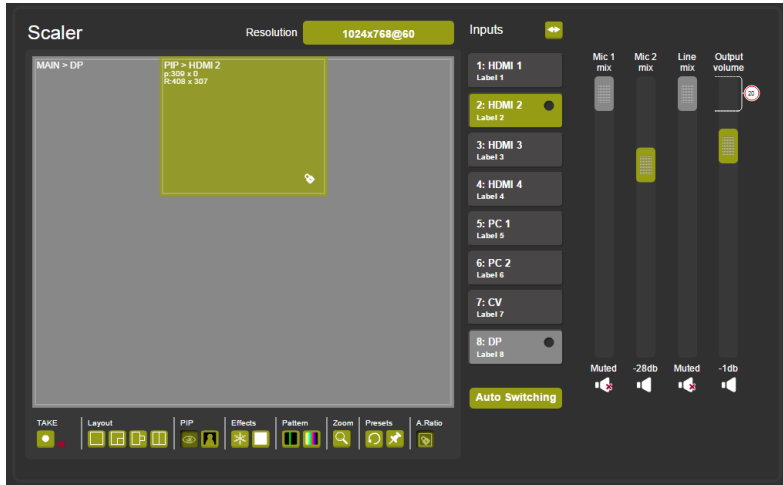 Scaler
Resolution
1024x768@60
Inputs
MAIN > DP
PIP > HDMI 2
p:309 x 0
R:408 x 307
1: HDMI 1
Label 1
2: HDMI 2
Label 2
3: HDMI 3
Label 3
4: HDMI 4
Label 4
5: PC 1
Label 5
6: PC 2
Label 6
7: CV
Label 7
8: DP
Label 8
Auto Switching
Mic 1 mix
Mic 2 mix
Line mix
Output volume
20
Muted
-28db
Muted
-1db
TAKE
Layout
PIP
Effects
Pattern
Zoom
Presets
A.Ratio